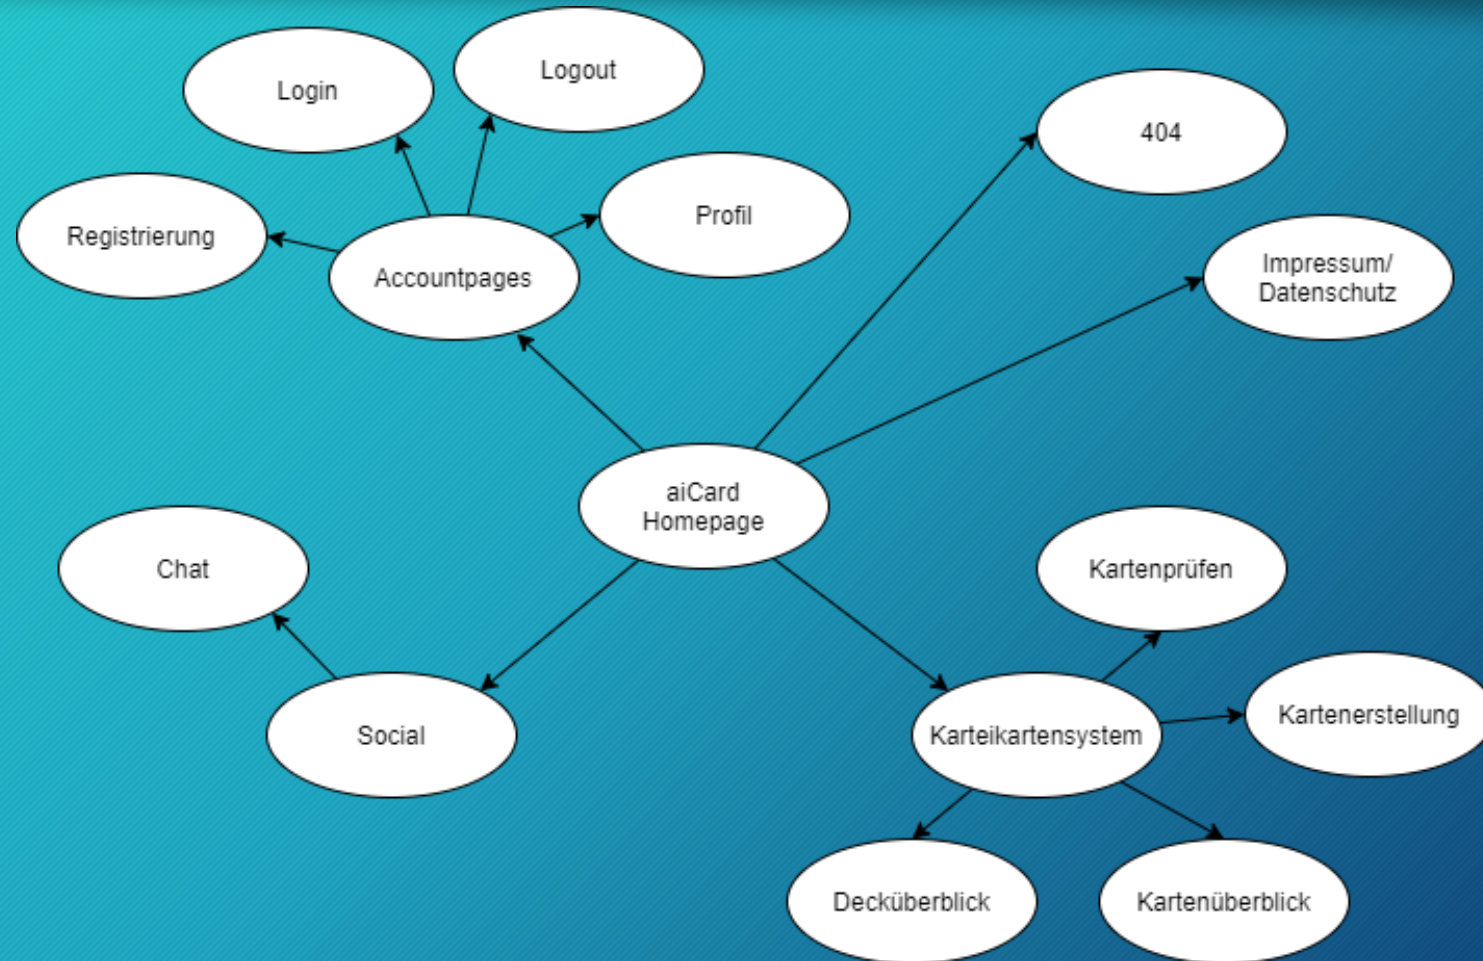 Login
Logout
404
Registrierung
Profil
Accountpages
Impressum/
Datenschutz
aiCard
Homepage
Chat
Kartenprüfen
Social
Karteikartensystem
Kartenerstellung
Decküberblick
Kartenüberblick